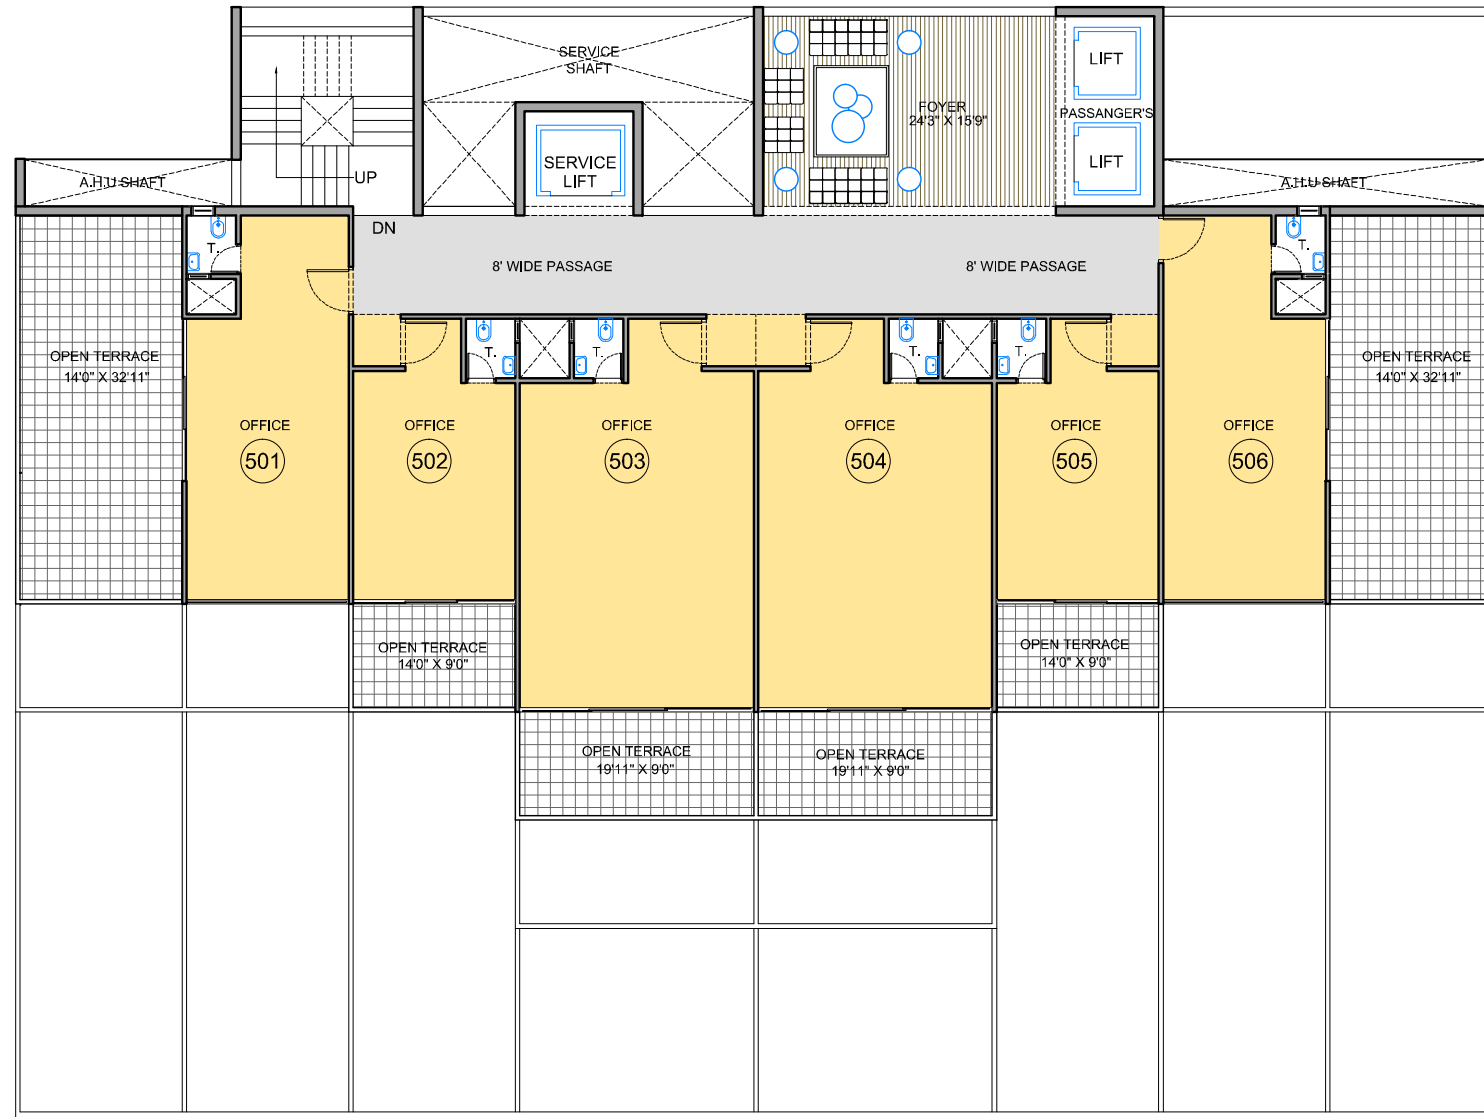 SERVICE
SHAFT
LIFT
FOYER
24'3" X 15'9"
PASSANGER'S
SERVICE
LIFT
LIFT
UP
A.H.U SHAFT
A.H.U SHAFT
DN
T.
T.
8' WIDE PASSAGE
8' WIDE PASSAGE
T.
T.
T.
T.
OPEN TERRACE
14'0" X 32'11"
OPEN TERRACE
14'0" X 32'11"
OFFICE
501
OFFICE
502
OFFICE
503
OFFICE
504
OFFICE
505
OFFICE
506
OPEN TERRACE
14'0" X 9'0"
OPEN TERRACE
14'0" X 9'0"
OPEN TERRACE
19'11" X 9'0"
OPEN TERRACE
19'11" X 9'0"